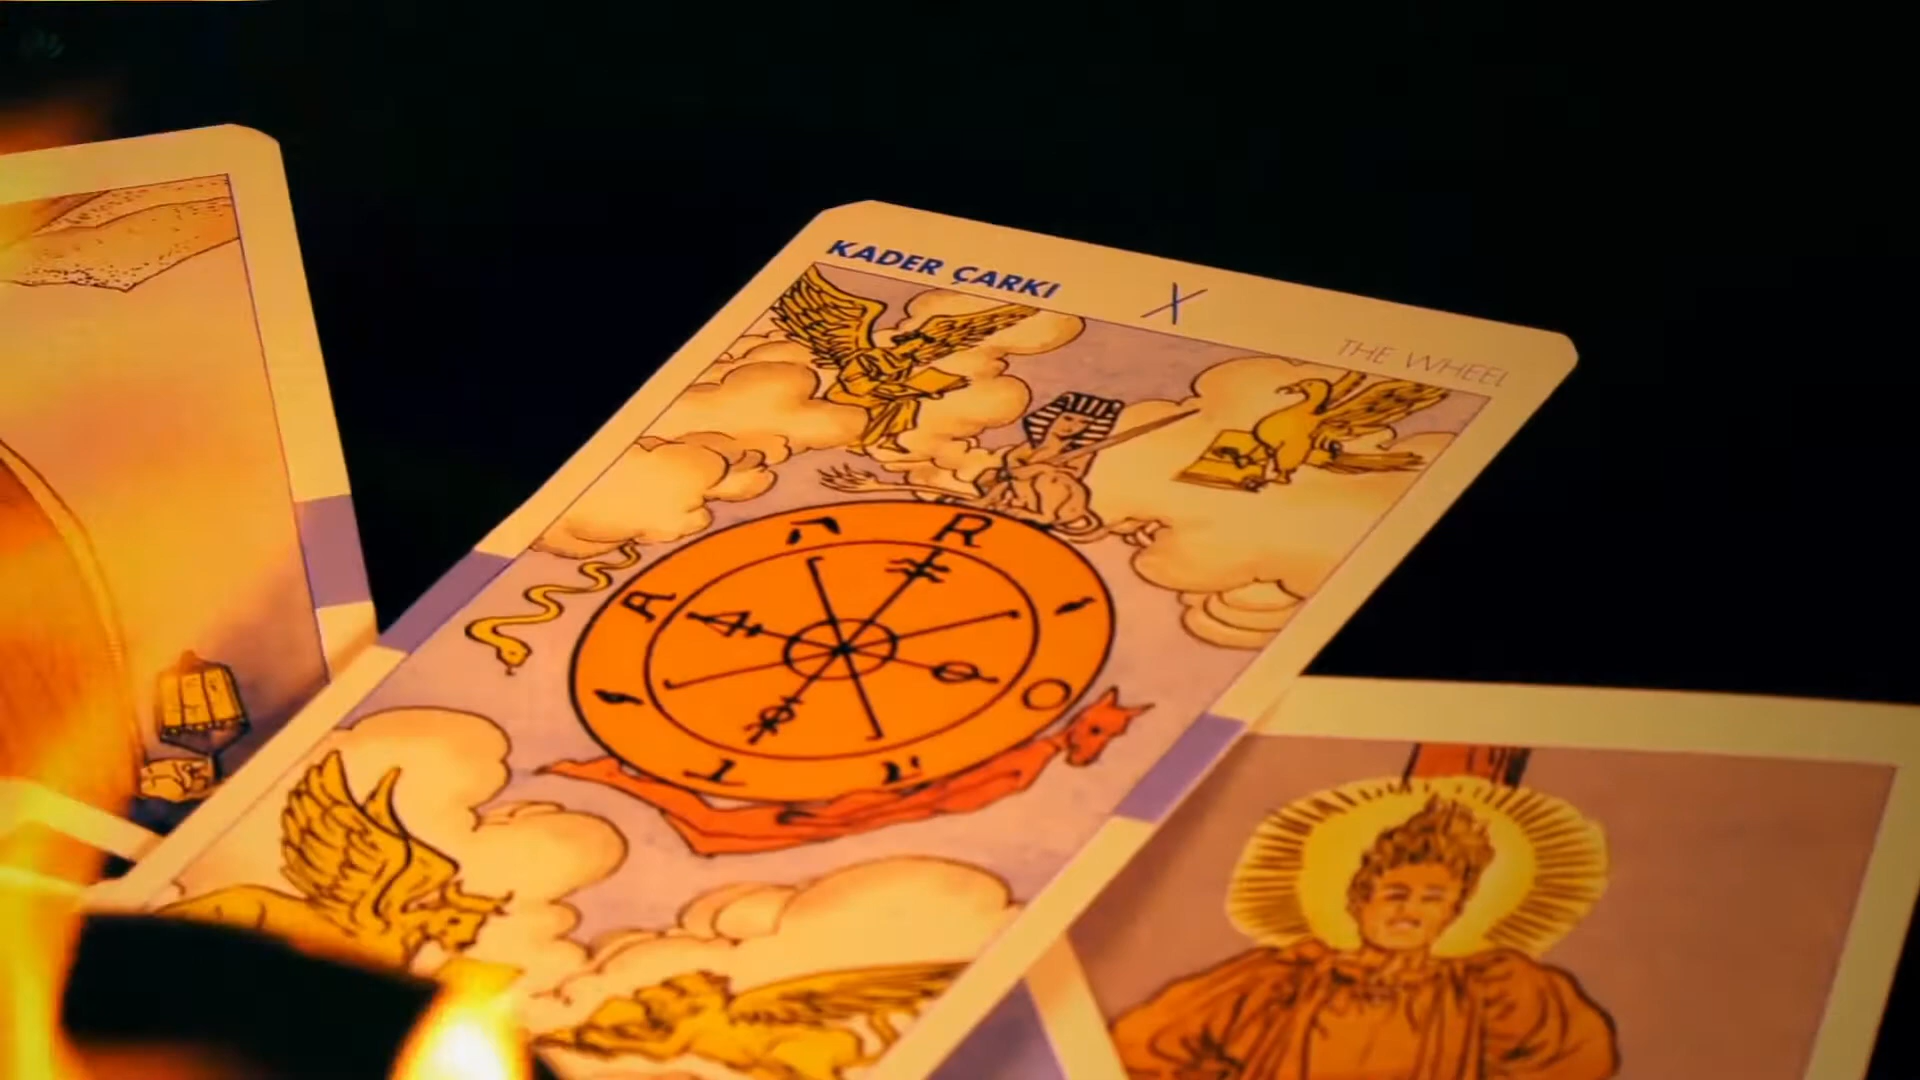 KADER ÇARKI
X
THE WHEEL
R
O
T
A